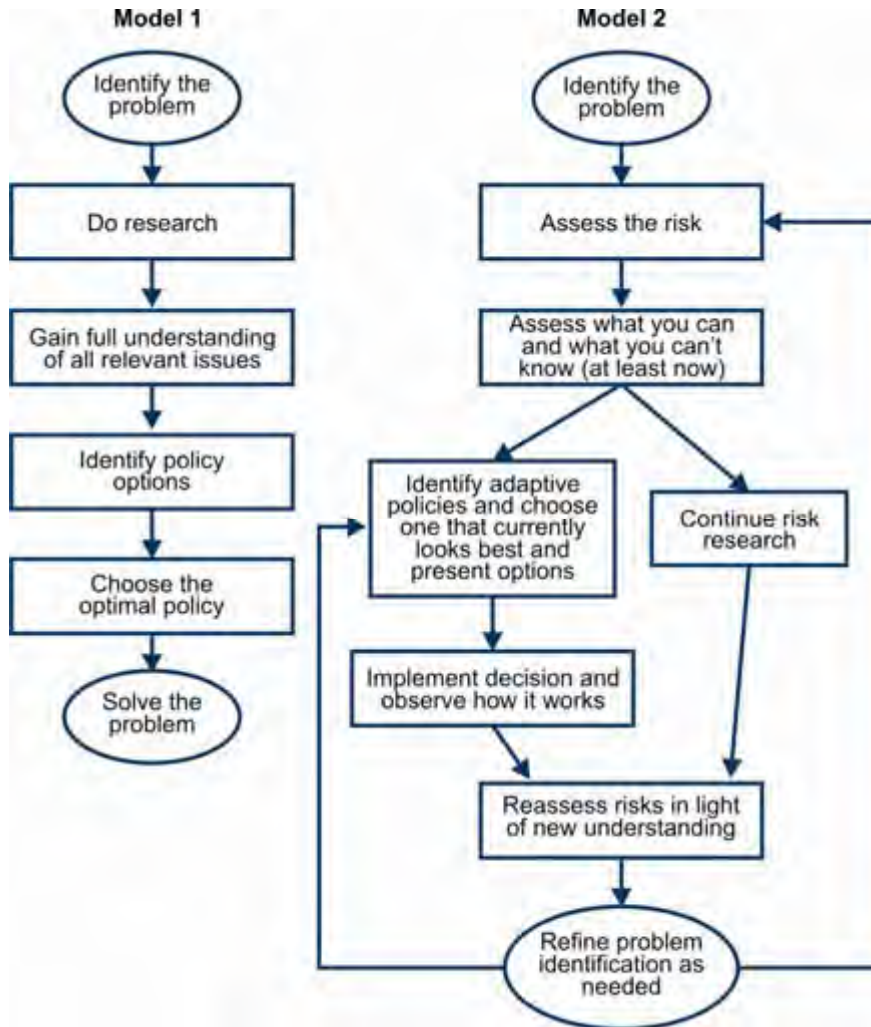 Model 1
Identify the
problem
Do research
Gain full understanding
of all relevant issues
Identify policy
options
Choose the
optimal policy
Solve the
problem
Model 2
Identify the
problem
Assess the risk
Assess what you can
and what you can't
know (at least now)
Identify adaptive
policies and choose
one that currently
looks best and
present options
Continue risk
research
Implement decision and
observe how it works
Reassess risks in light
of new understanding
Refine problem
identification as
needed